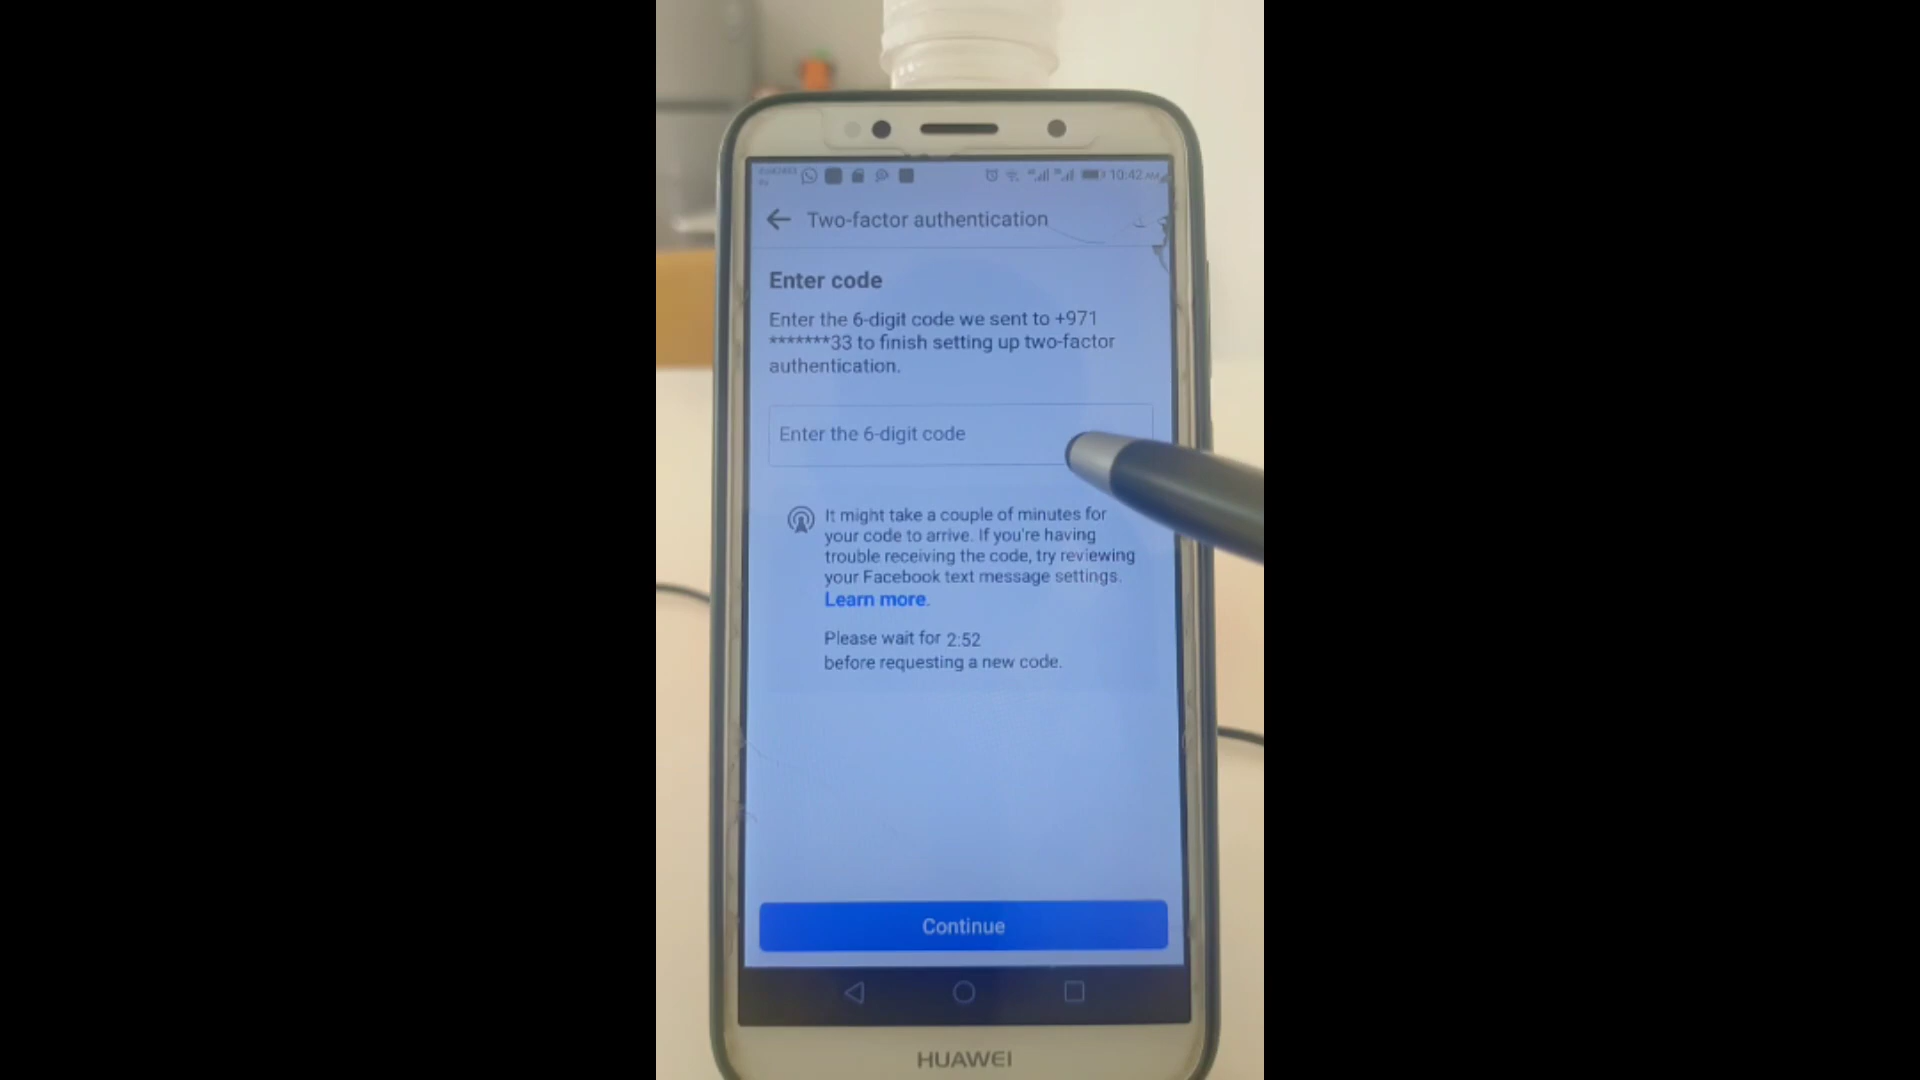 10:42 AM
Two-factor authentication
Enter code
Enter the 6-digit code we sent to +971
*******33 to finish setting up two-factor
authentication.
Enter the 6-digit code
It might take a couple of minutes for
your code to arrive. If you're having
trouble receiving the code, try reviewing
your Facebook text message settings.
Learn more.
Please wait for 2:52
before requesting a new code.
Continue
HUAWEI